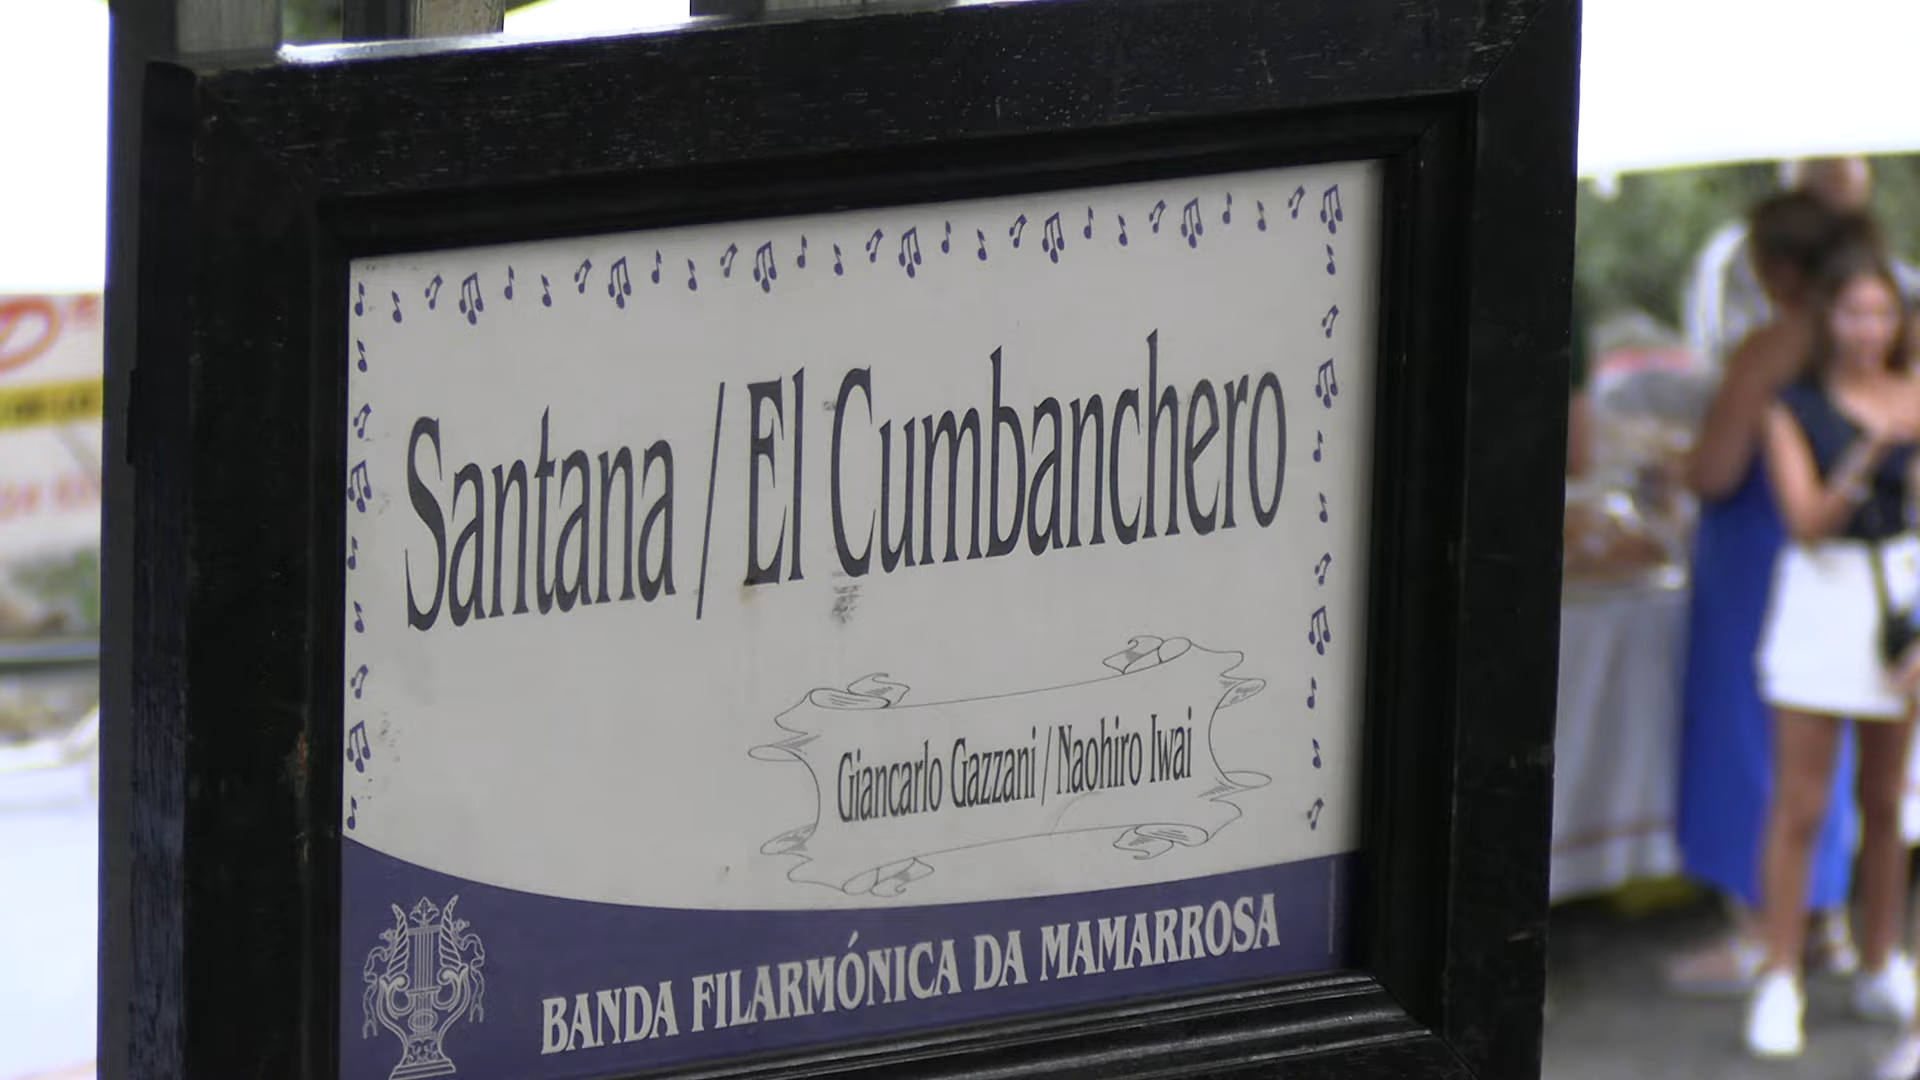 Santana / El Cumbanchero
Giancarlo Gazzani / Naohiro Iwai
BANDA FILARMÓNICA DA MAMARROSA